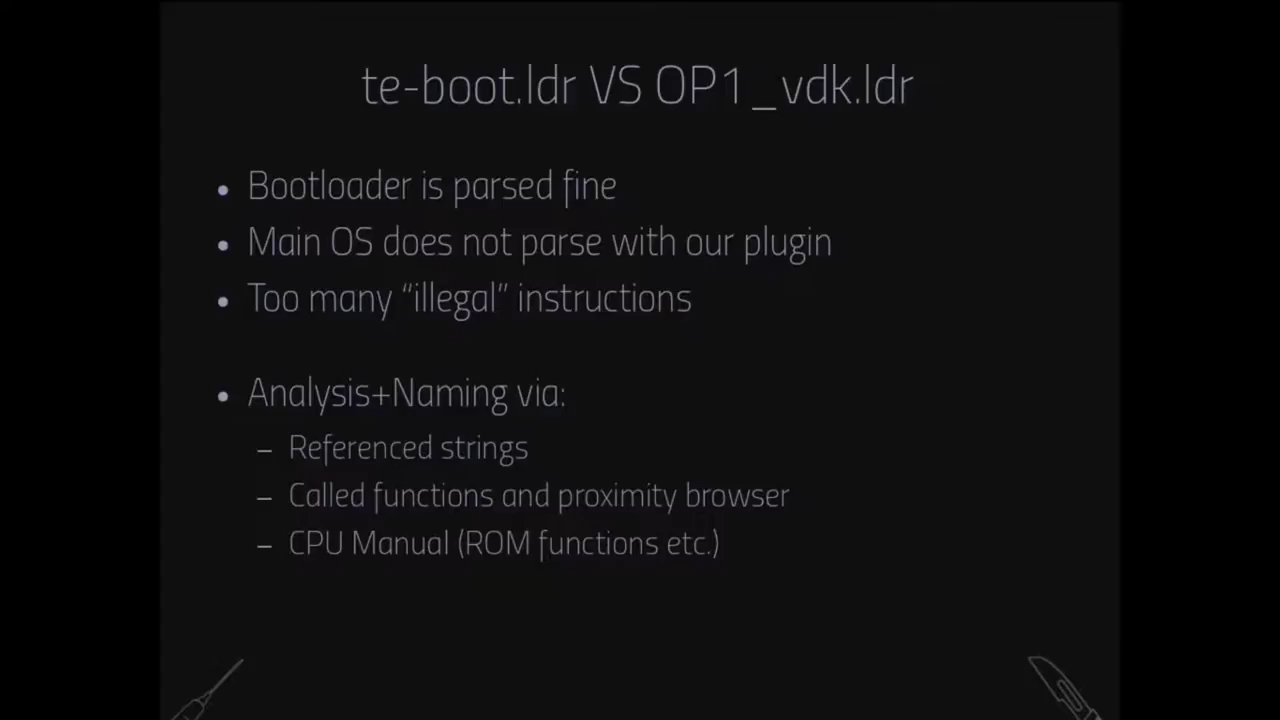 te-boot.ldr VS OP1_vdk.ldr
• Bootloader is parsed fine
• Main OS does not parse with our plugin
• Too many “illegal” instructions
• Analysis+Naming via:
– Referenced strings
– Called functions and proximity browser
– CPU Manual (ROM functions etc.)